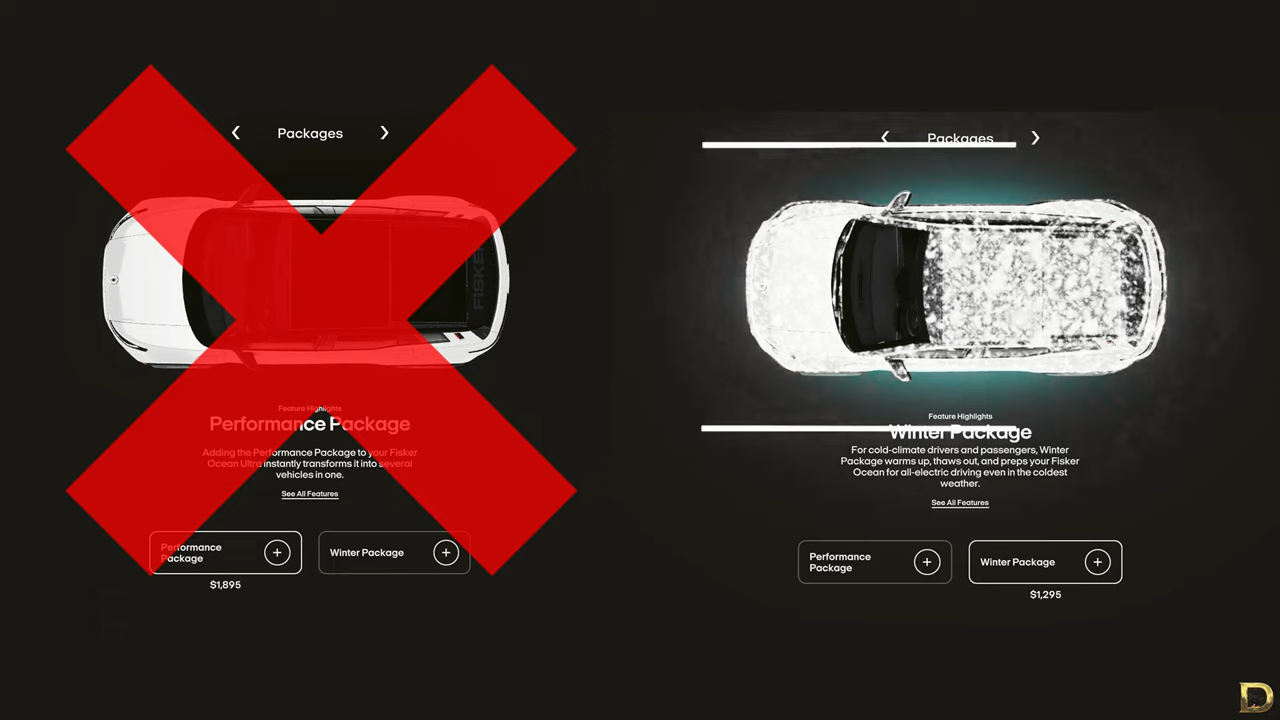 Packages
FISKER
Feature Highlights
Performance Package
Adding the Performance Package to your Fisker
Ocean Ultra instantly transforms it into several
vehicles in one.
See All Features
Performance
Package
Winter Package
$1,895
Packages
Feature Highlights
Winter Package
For cold-climate drivers and passengers, Winter
Package warms up, thaws out, and preps your Fisker
Ocean for all-electric driving even in the coldest
weather.
See All Features
Performance
Package
Winter Package
$1,295
D